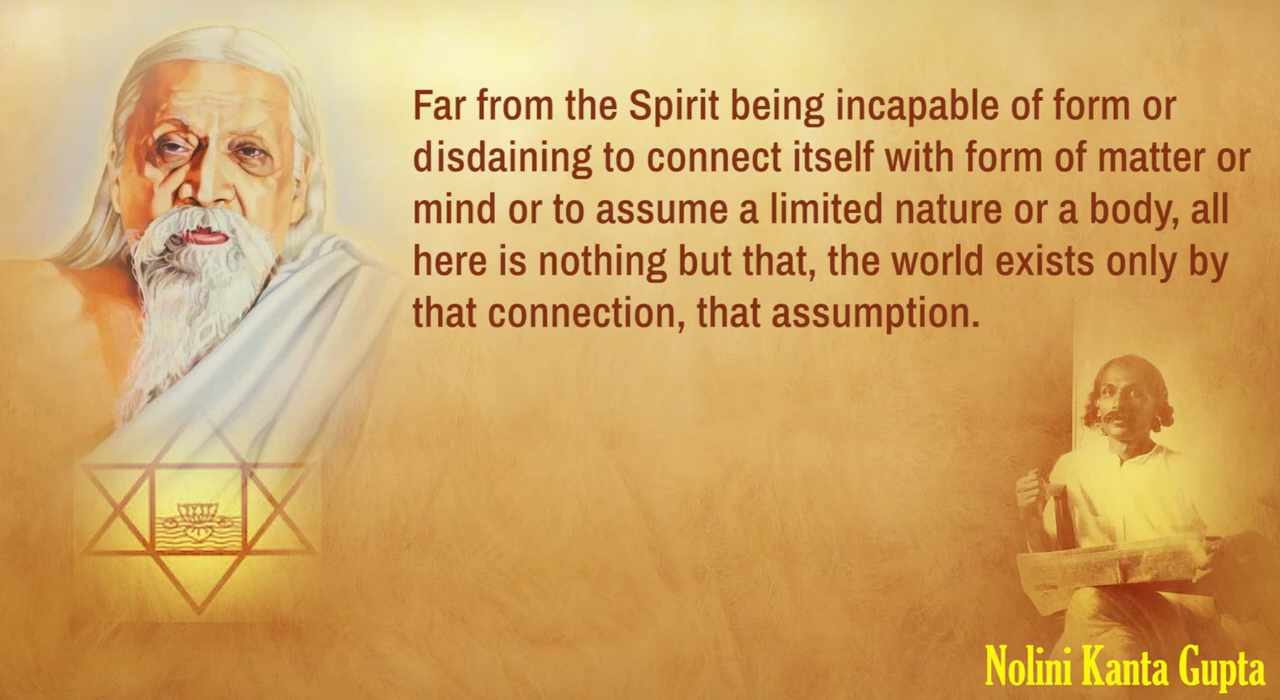 Far from the Spirit being incapable of form or
disdaining to connect itself with form of matter or
mind or to assume a limited nature or a body, all
here is nothing but that, the world exists only by
that connection, that assumption.
Nolini Kanta Gupta